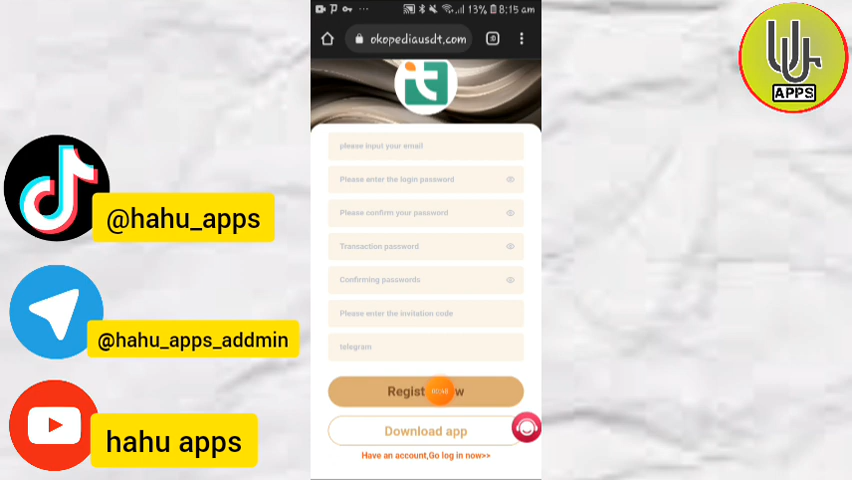 13% 8:15 am
okopediausdt.com
please input your email
Please enter the login password
Please confirm your password
Transaction password
Confirming passwords
Please enter the invitation code
telegram
Regist w
Download app
Have an account,Go log in now>>
@hahu_apps
@hahu_apps_addmin
hahu apps
APPS